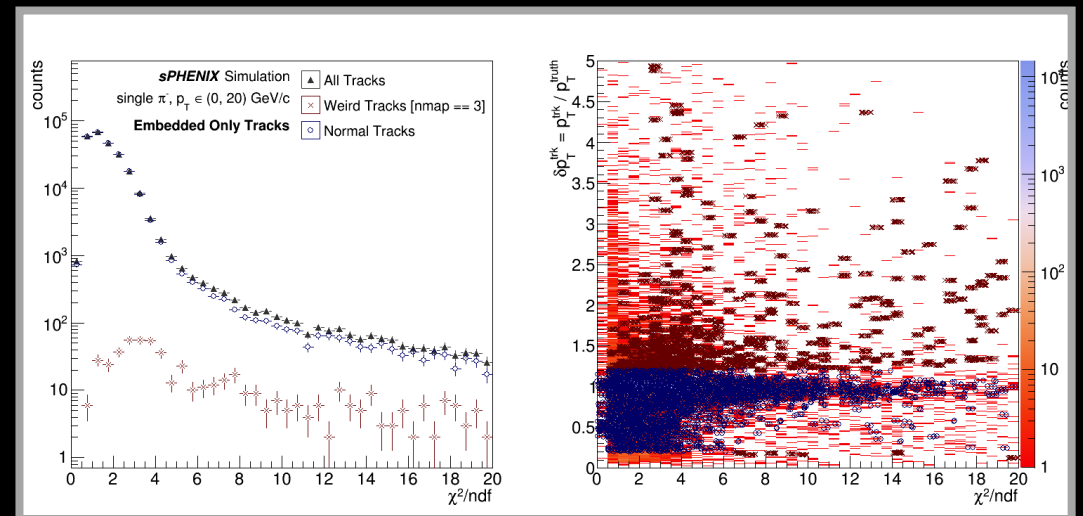 counts
sPHENIX Simulation
single π⁻, p_T ∈ (0, 20) GeV/c
Embedded Only Tracks
All Tracks
Weird Tracks [nmap == 3]
Normal Tracks
10⁵
10⁴
10³
10²
10
1
0 2 4 6 8 10 12 14 16 18 20
χ²/ndf
δp_T^trk = p_T^trk / p_T^truth
5
4.5
4
3.5
3
2.5
2
1.5
1
0.5
0
0 2 4 6 8 10 12 14 16 18 20
χ²/ndf
counts
10⁴
10³
10²
10
1